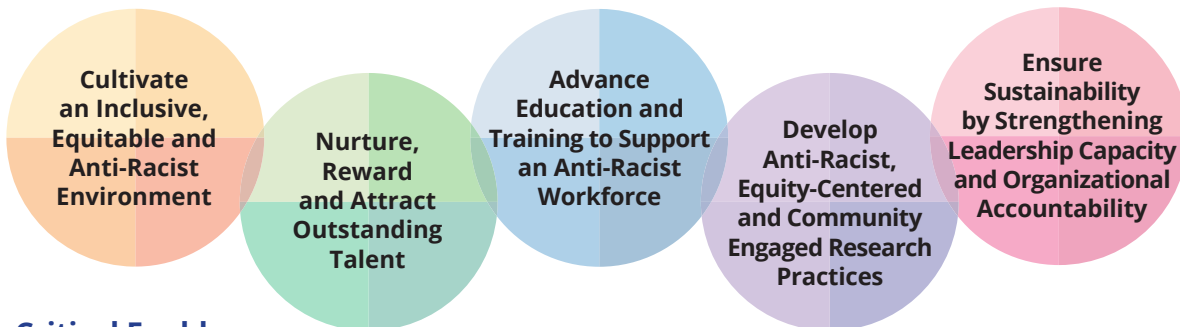 Cultivate
an Inclusive,
Equitable and
Anti-Racist
Environment
Nurture,
Reward
and Attract
Outstanding
Talent
Advance
Education and
Training to Support
an Anti-Racist
Workforce
Develop
Anti-Racist,
Equity-Centered
and Community
Engaged Research
Practices
Ensure
Sustainability
by Strengthening
Leadership Capacity
and Organizational
Accountability
Critical